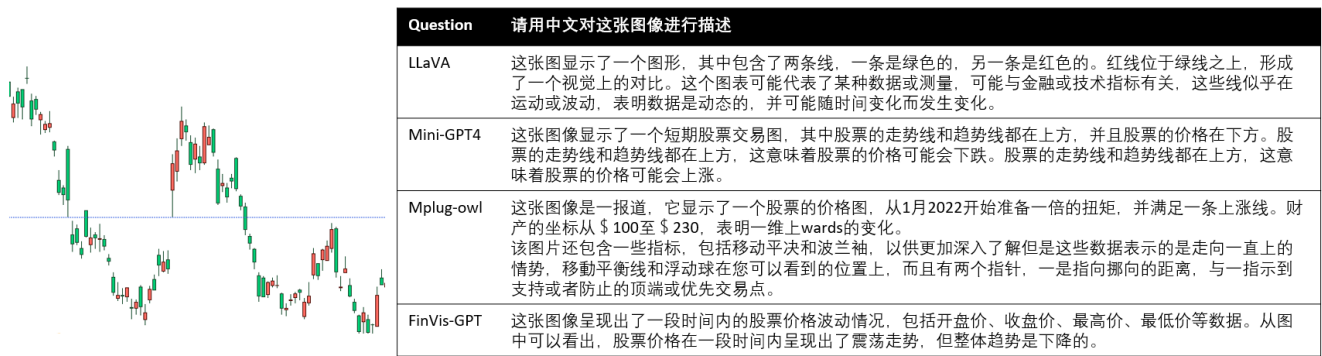 Question 请用中文对这张图像进行描述
LLaVA 这张图显示了一个图形，其中包含了两条线，一条是绿色的，另一条是红色的。红线位于绿线之上，形成
了一个视觉上的对比。这个图表可能代表了某种数据或测量，可能与金融或技术指标有关，这些线似乎在
运动或波动，表明数据是动态的，并可能随时间变化而发生变化。
Mini-GPT4 这张图像显示了一个短期股票交易图，其中股票的走势线和趋势线都在上方，并且股票的价格在下方。股
票的走势线和趋势线都在上方，这意味着股票的价格可能会下跌。股票的走势线和趋势线都在上方，这意
味着股票的价格可能会上涨。
Mplug-owl 这张图像是一报道，它显示了一个股票的价格图，从1月2022开始准备一倍的扭矩，并满足一条上涨线。财
产的坐标从＄100至＄230，表明一维上wards的变化。
该图片还包含一些指标，包括移动平决和波兰袖，以供更加深入了解但是这些数据表示的是走向一直上的
情势，移動平衡线和浮动球在您可以看到的位置上，而且有两个指针，一是指向挪向的距离，与一指示到
支持或者防止的顶端或优先交易点。
FinVis-GPT 这张图像呈现出了一段时间内的股票价格波动情况，包括开盘价、收盘价、最高价、最低价等数据。从图
中可以看出，股票价格在一段时间内呈现出了震荡走势，但整体趋势是下降的。